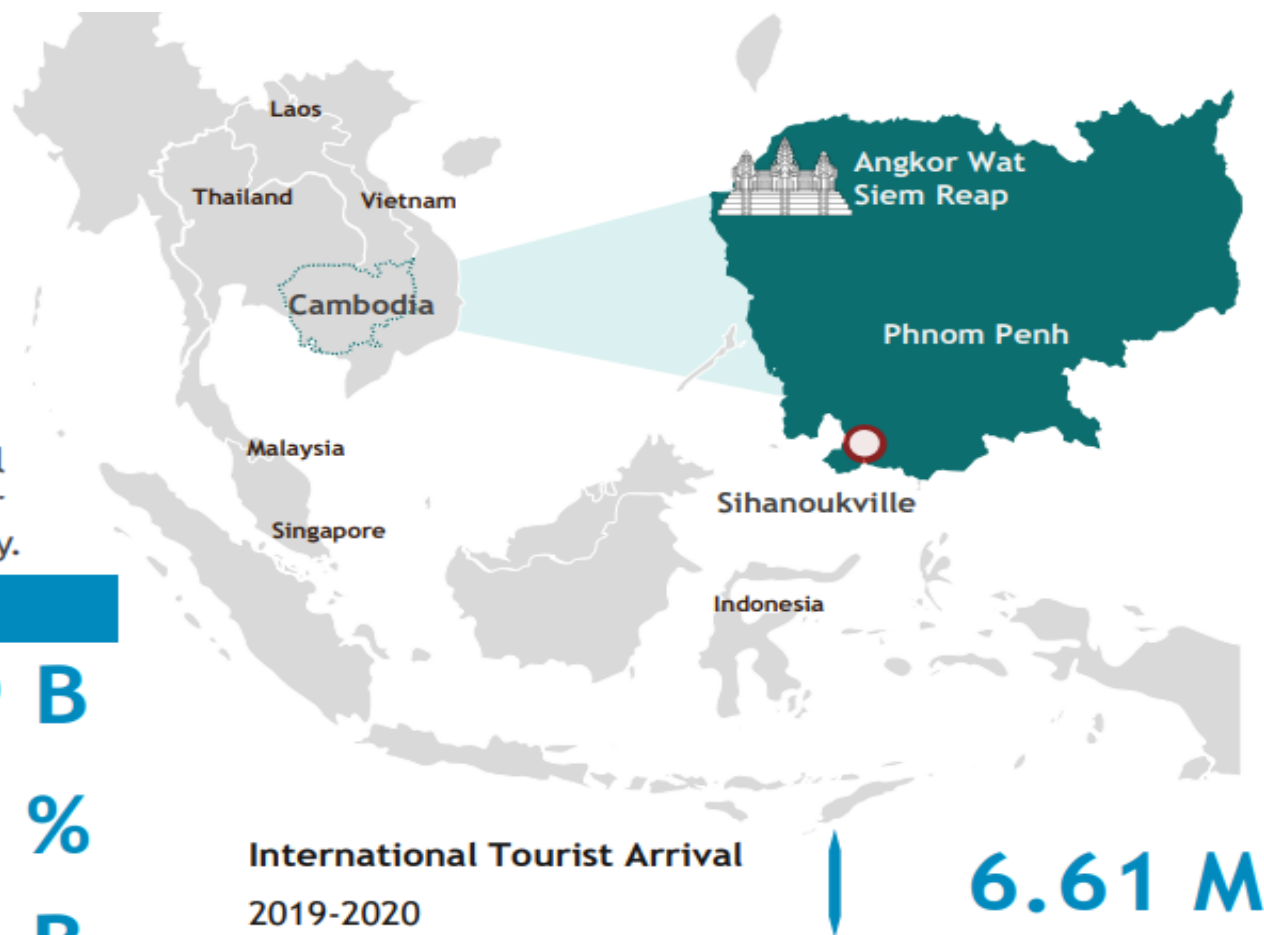 Laos
Thailand
Vietnam
Cambodia
Malaysia
Singapore
Indonesia
Angkor Wat
Siem Reap
Phnom Penh
Sihanoukville
y.
B
%
International Tourist Arrival
2019-2020
6.61 M